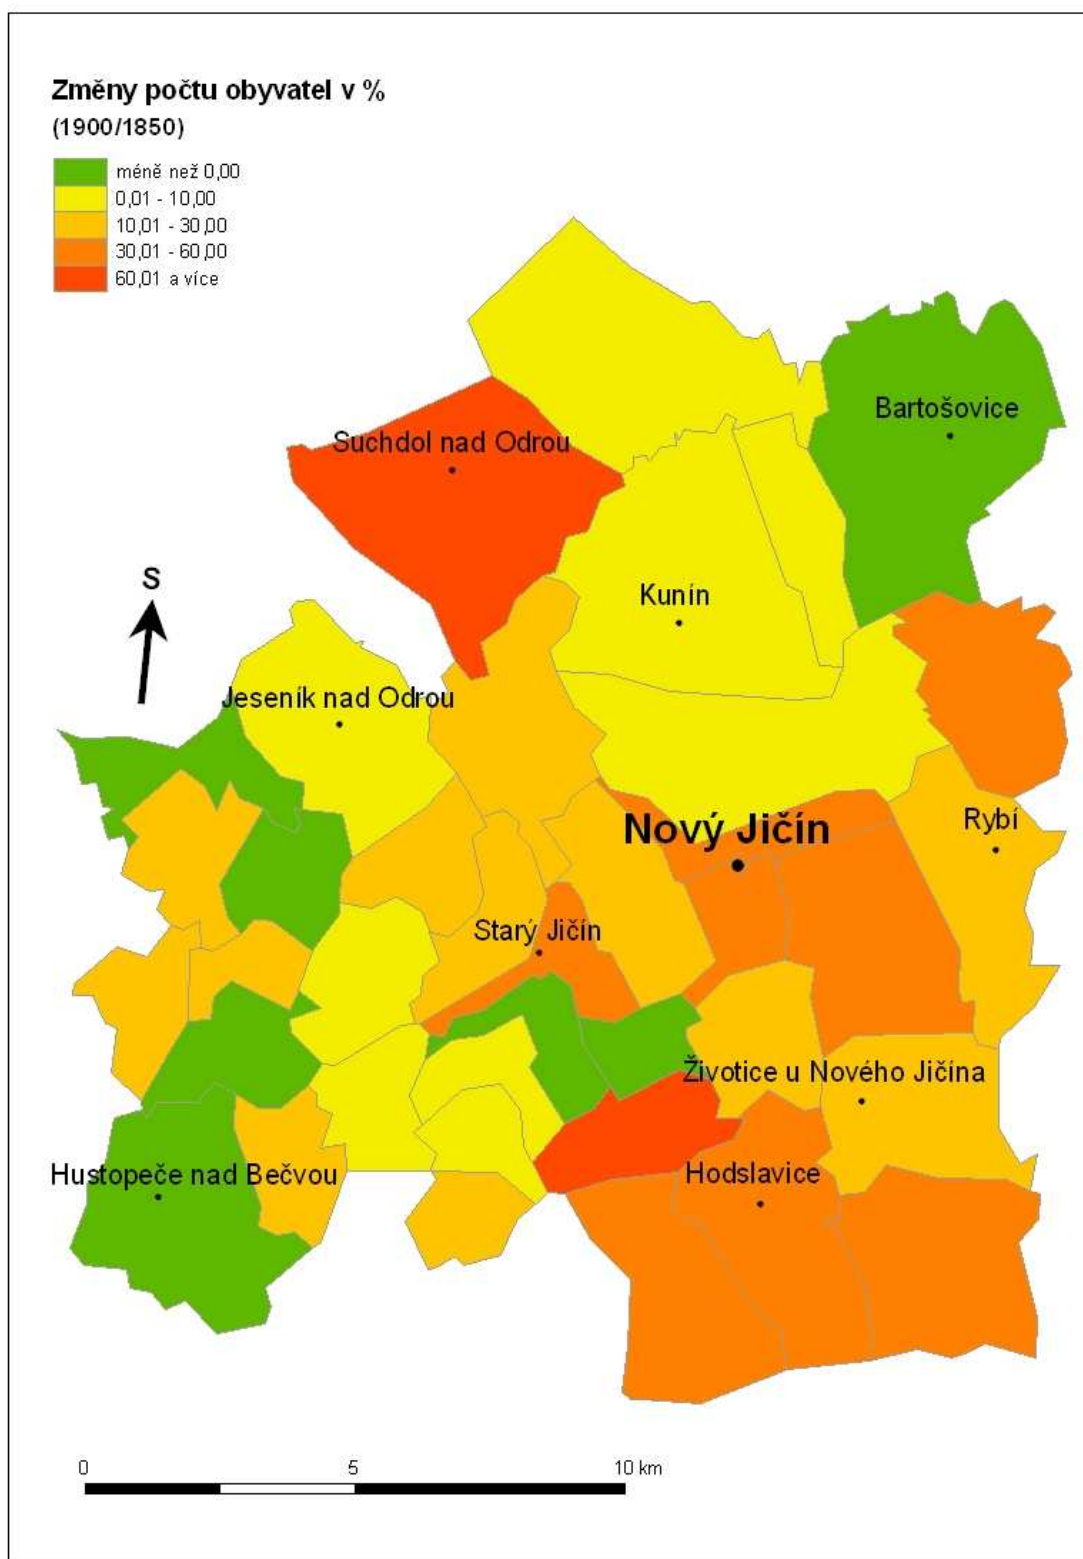 Změny počtu obyvatel v %
(1900/1850)
méně než 0,00
0,01 - 10,00
10,01 - 30,00
30,01 - 60,00
60,01 a více
Bartošovice
Suchdol nad Odrou
S
Kunín
Jeseník nad Odrou
Rybí
Nový Jičín
Starý Jičín
Životice u Nového Jičína
Hustopeče nad Bečvou
Hodslavice
0 5 10 km